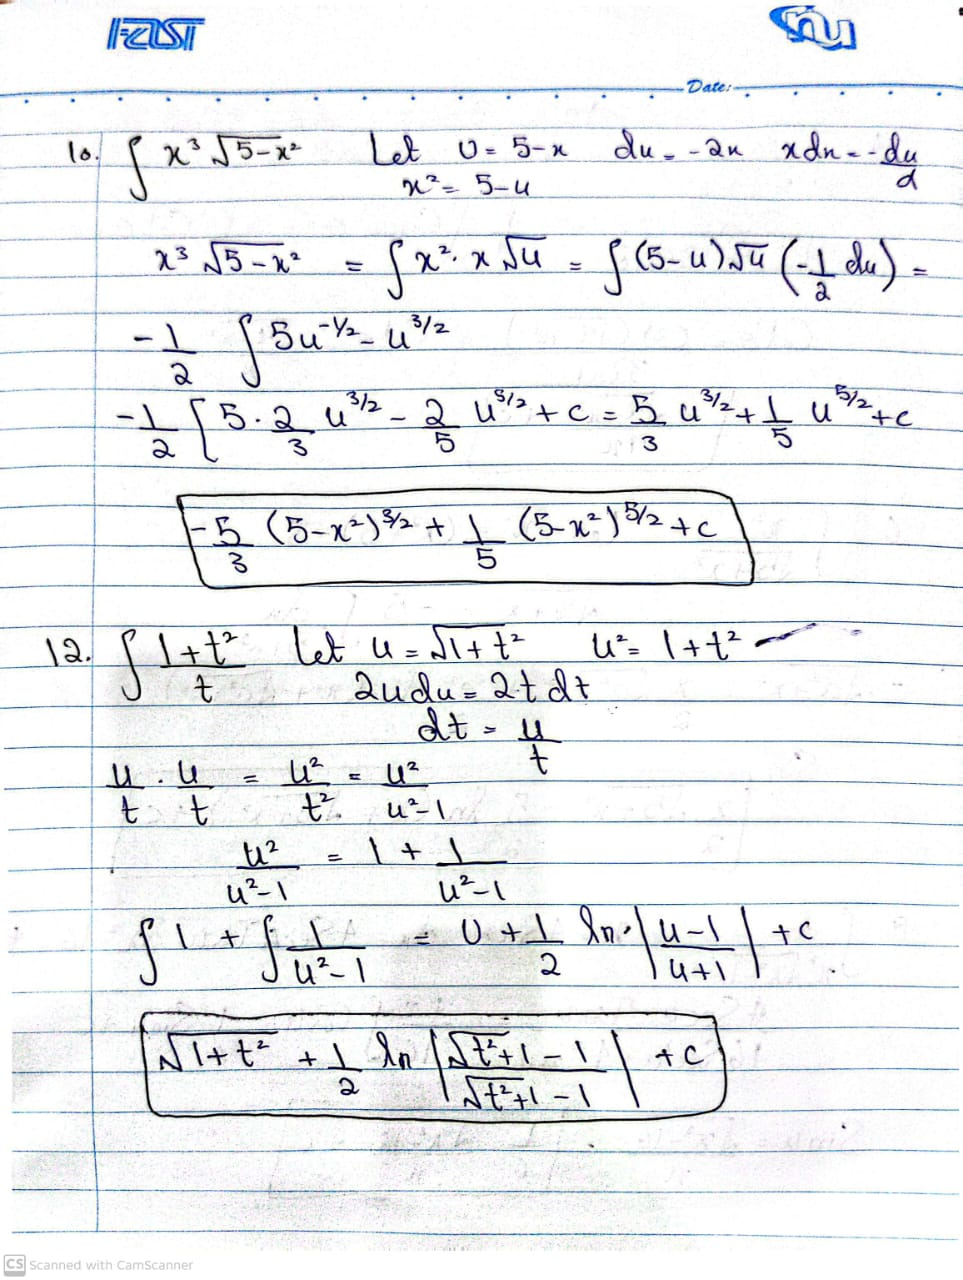 FAST nu
Date:
10. ∫ x³ √5-x² Let U = 5-x du = -2x xdx = -du/2
x² = 5-u
x³ √5-x² = ∫ x². x √u = ∫ (5-u)√u (-1/2 du) =
-1/2 ∫ 5u^-1/2 - u^3/2
-1/2 [ 5·2/3 u^3/2 - 2/5 u^5/2 + c = 5/3 u^3/2 + 1/5 u^5/2 + c
-5/3 (5-x²)^3/2 + 1/5 (5-x²)^5/2 + c
12. ∫ 1+t²/t Let u = √1+t² u² = 1+t²
2udu = 2t dt
dt = u/t
u/t · u/t = u²/t² = u²/u²-1
u²/u²-1 = 1 + 1/u²-1
∫ 1 + ∫ 1/u²-1 = U + 1/2 ln·|u-1/u+1| + c
√1+t² + 1/2 ln |√t²+1 - 1/√t²+1 - 1| + c
CS Scanned with CamScanner